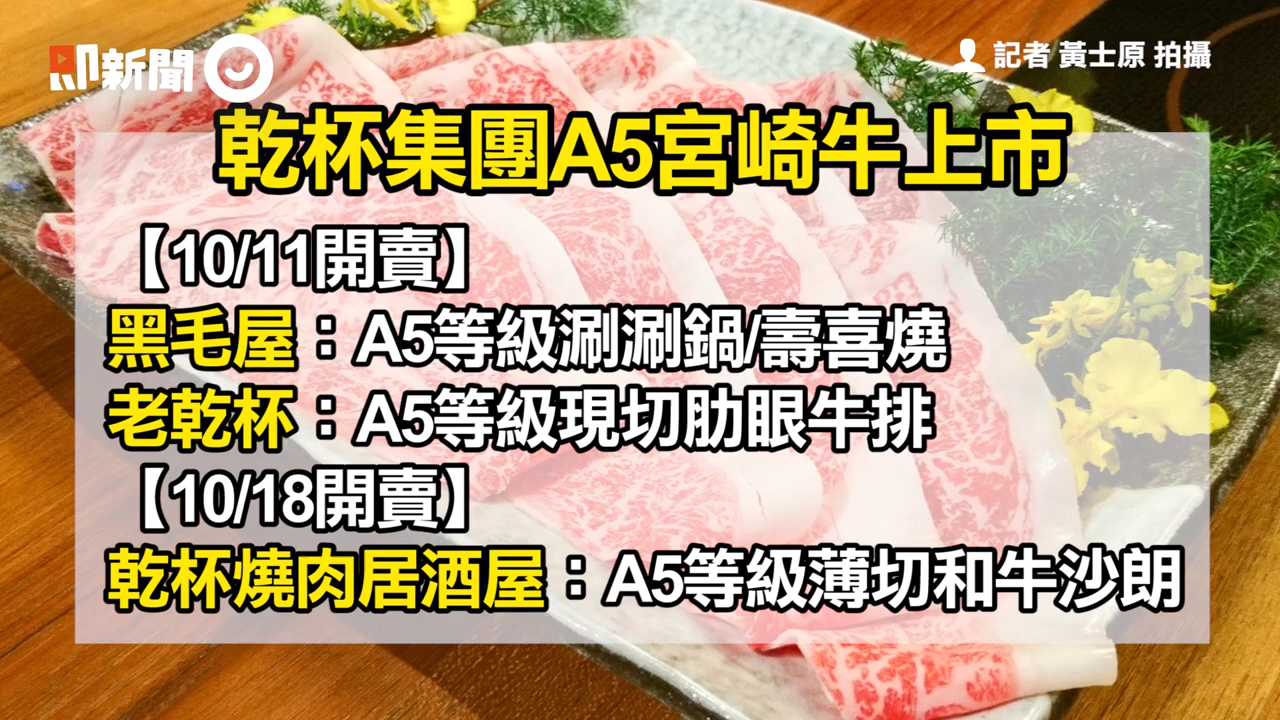 即新聞
記者 黃士原 拍攝
乾杯集團A5宮崎牛上市
【10/11開賣】
黑毛屋：A5等級涮涮鍋/壽喜燒
老乾杯：A5等級現切肋眼牛排
【10/18開賣】
乾杯燒肉居酒屋：A5等級薄切和牛沙朗